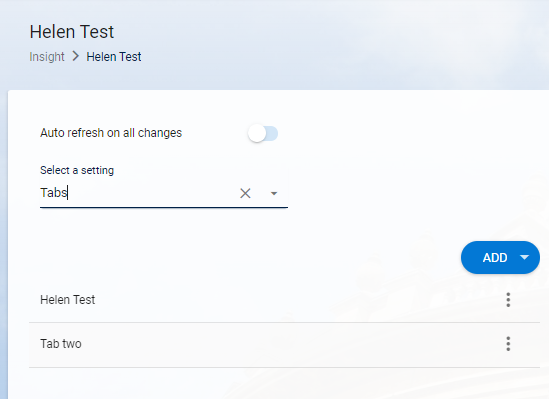 Helen Test
Insight > Helen Test
Auto refresh on all changes
Select a setting
Tabs
ADD
Helen Test
Tab two